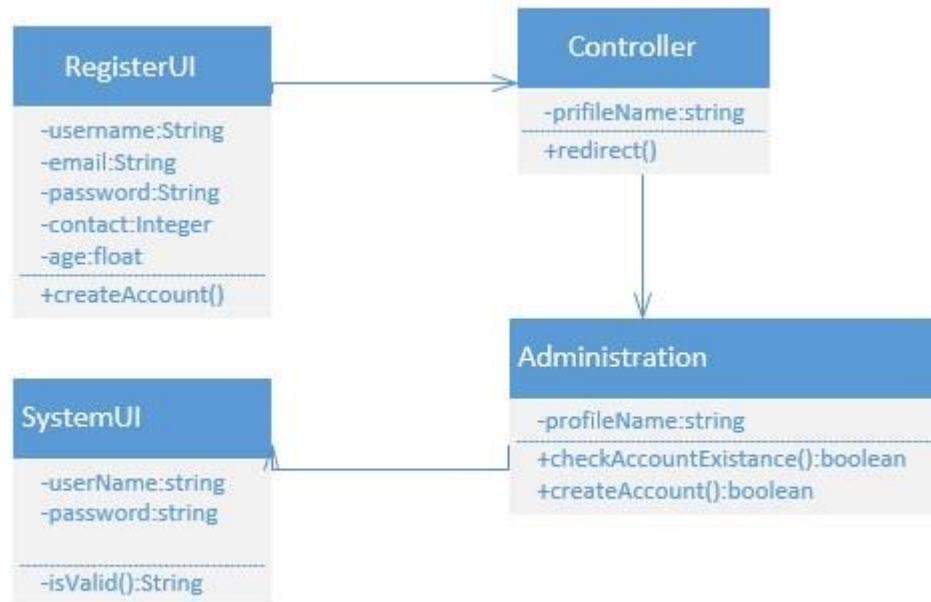 RegisterUI
-username:String
-email:String
-password:String
-contact:Integer
-age:float
+createAccount()
Controller
-prifileName:string
+redirect()
Administration
-profileName:string
+checkAccountExistance():boolean
+createAccount():boolean
SystemUI
-userName:string
-password:string
-isValid():String